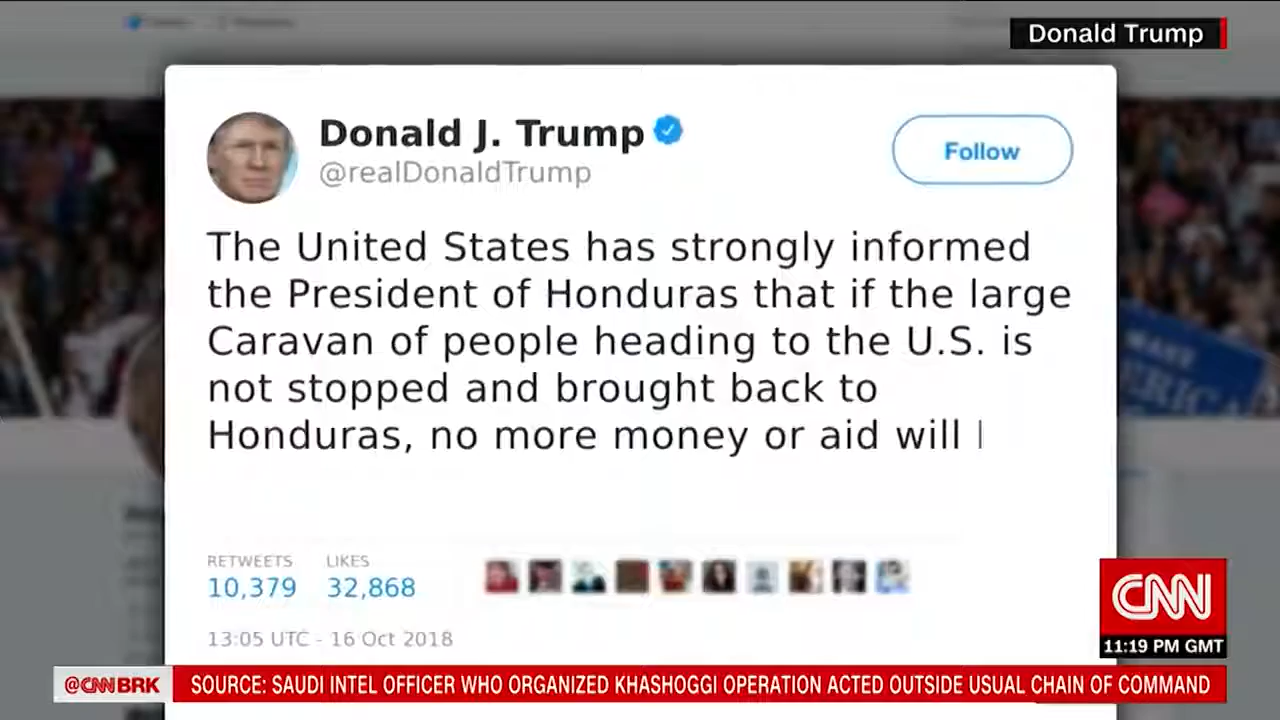 Donald Trump
Donald J. Trump
@realDonaldTrump
Follow
The United States has strongly informed
the President of Honduras that if the large
Caravan of people heading to the U.S. is
not stopped and brought back to
Honduras, no more money or aid will
RETWEETS LIKES
10,379 32,868
13:05 UTC - 16 Oct 2018
CNN
11:19 PM GMT
@CNNBRK
SOURCE: SAUDI INTEL OFFICER WHO ORGANIZED KHASHOGGI OPERATION ACTED OUTSIDE USUAL CHAIN OF COMMAND